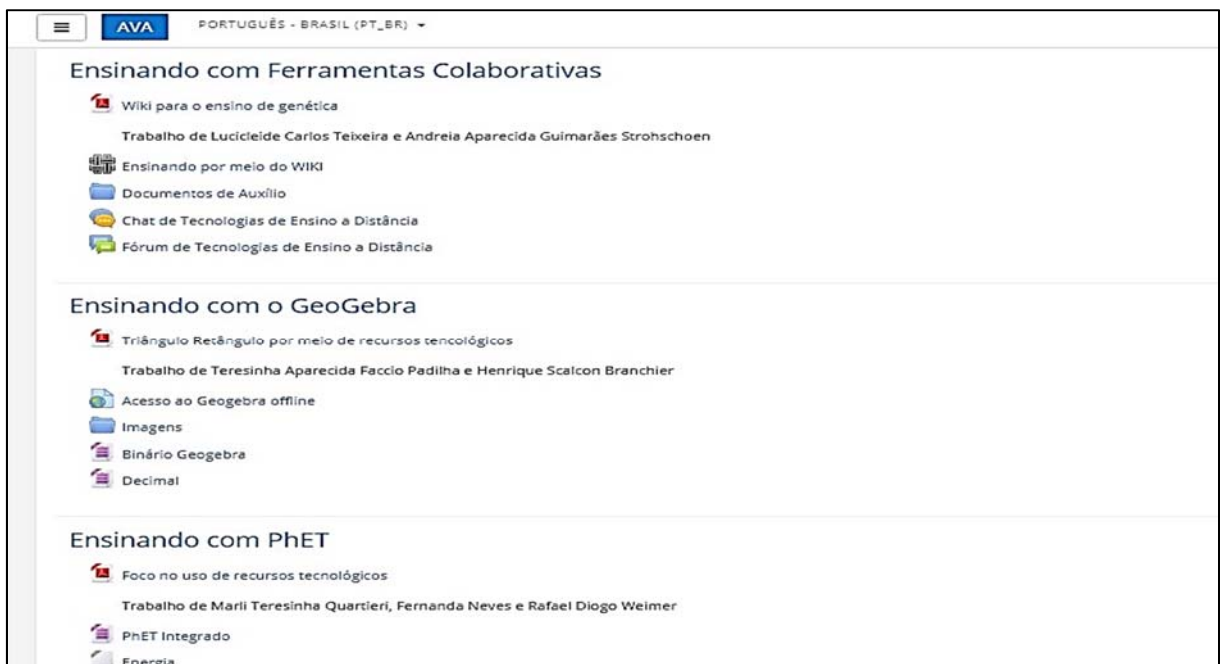 AVA PORTUGUÊS - BRASIL (PT_BR)
Ensinando com Ferramentas Colaborativas
Wiki para o ensino de genética
Trabalho de Lucicleide Carlos Teixeira e Andreia Aparecida Guimarães Strohschoen
Ensinando por meio do WIKI
Documentos de Auxílio
Chat de Tecnologias de Ensino a Distância
Fórum de Tecnologias de Ensino a Distância
Ensinando com o GeoGebra
Triângulo Retângulo por meio de recursos tencológicos
Trabalho de Teresinha Aparecida Faccio Padilha e Henrique Scalcon Branchier
Acesso ao Geogebra offline
Imagens
Binário Geogebra
Decimal
Ensinando com PhET
Foco no uso de recursos tecnológicos
Trabalho de Marli Teresinha Quartieri, Fernanda Neves e Rafael Diogo Weimer
PhET Integrado
Energia